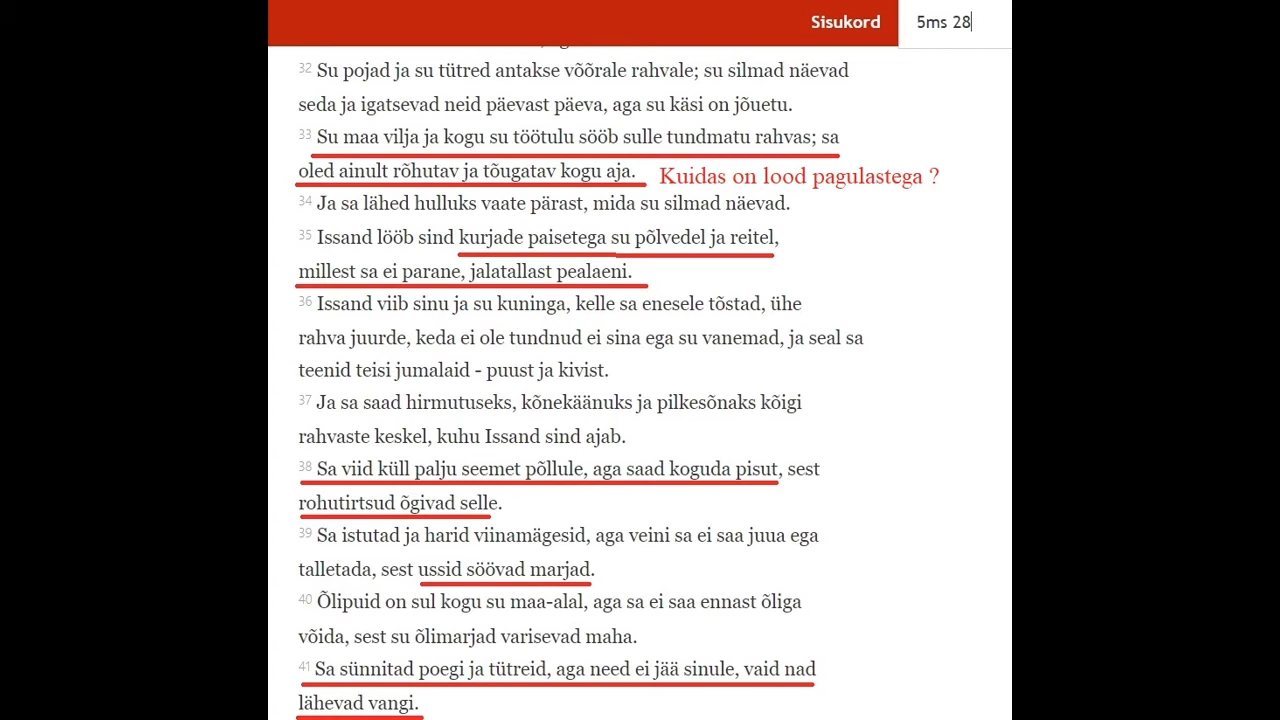 Sisukord 5ms 28
32 Su pojad ja su tütred antakse võõrale rahvale; su silmad näevad
seda ja igatsevad neid päevast päeva, aga su käsi on jõuetu.
33 Su maa vilja ja kogu su töötulu sööb sulle tundmatu rahvas; sa
oled ainult rõhutav ja tõugatav kogu aja. Kuidas on lood pagulastega ?
34 Ja sa lähed hulluks vaate pärast, mida su silmad näevad.
35 Issand lööb sind kurjade paisetega su põlvedel ja reitel,
millest sa ei parane, jalatallast pealaeni.
36 Issand viib sinu ja su kuninga, kelle sa enesele tõstad, ühe
rahva juurde, keda ei ole tundnud ei sina ega su vanemad, ja seal sa
teenid teisi jumalaid - puust ja kivist.
37 Ja sa saad hirmutuseks, kõnekäänuks ja pilkesõnaks kõigi
rahvaste keskel, kuhu Issand sind ajab.
38 Sa viid küll palju seemet põllule, aga saad koguda pisut, sest
rohutirtsud õgivad selle.
39 Sa istutad ja harid viinamägesid, aga veini sa ei saa juua ega
talletada, sest ussid söövad marjad.
40 Õlipuid on sul kogu su maa-alal, aga sa ei saa ennast õliga
võida, sest su õlimarjad varisevad maha.
41 Sa sünnitad poegi ja tütreid, aga need ei jää sinule, vaid nad
lähevad vangi.